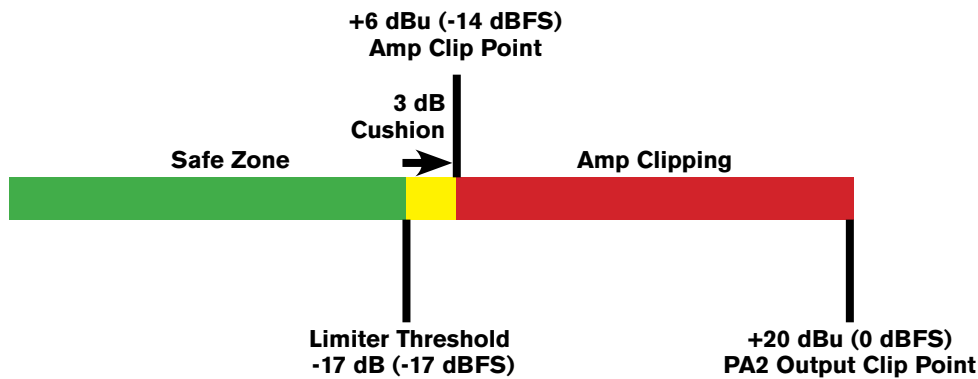 +6 dBu (-14 dBFS)
Amp Clip Point
3 dB
Cushion
Safe Zone
Amp Clipping
Limiter Threshold
-17 dB (-17 dBFS)
+20 dBu (0 dBFS)
PA2 Output Clip Point